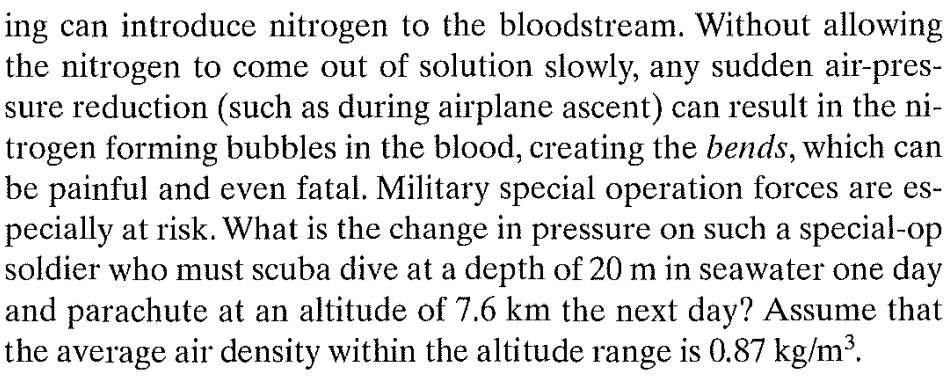 ing can introduce nitrogen to the bloodstream. Without allowing
the nitrogen to come out of solution slowly, any sudden air-pres-
sure reduction (such as during airplane ascent) can result in the ni-
trogen forming bubbles in the blood, creating the bends, which can
be painful and even fatal. Military special operation forces are es-
pecially at risk. What is the change in pressure on such a special-op
soldier who must scuba dive at a depth of 20 m in seawater one day
and parachute at an altitude of 7.6 km the next day? Assume that
the average air density within the altitude range is 0.87 kg/m³.